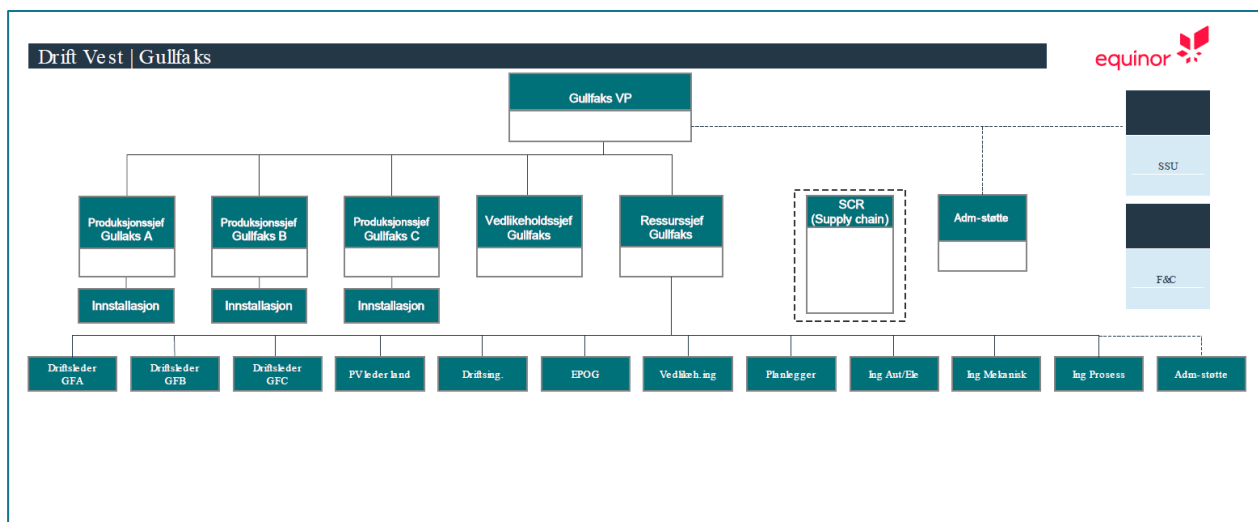 Drift Vest | Gullfaks
equinor
Gullfaks VP
SSU
Produksjonssjef
Gullaks A
Produksjonssjef
Gullfaks B
Produksjonssjef
Gullfaks C
Vedlikeholdssjef
Gullfaks
Ressurssjef
Gullfaks
SCR
(Supply chain)
Adm-støtte
F&C
Innstallasjon
Innstallasjon
Innstallasjon
Driftsleder
GFA
Driftsleder
GFB
Driftsleder
GFC
PV leder land
Driftsing.
EPOG
Vedlikeh.ing
Planlegger
Ing Aut/Ele
Ing Mekanisk
Ing Prosess
Adm-støtte